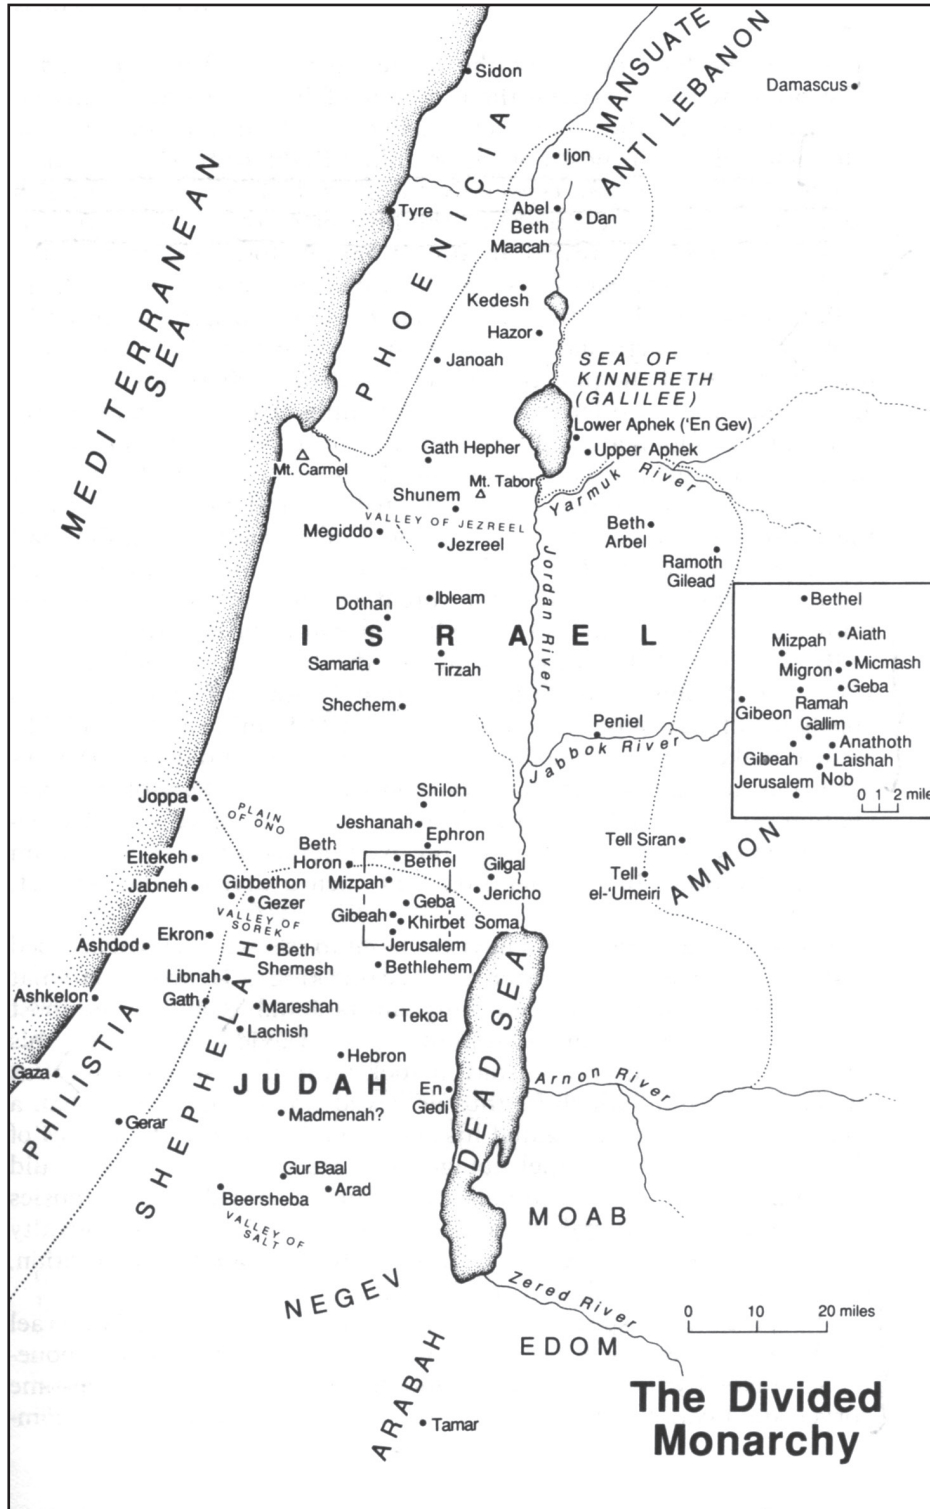 Sidon
Damascus
MANSUATE
ANTI LEBANON
Ijon
PHOENICIA
Tyre
Abel
Beth
Maacah
Dan
MEDITERRANEAN
SEA
Kedesh
Hazor
Janoah
SEA OF
KINNERETH
(GALILEE)
Lower Aphek ('En Gev)
Upper Aphek
Gath Hepher
Mt. Carmel
Mt. Tabor
Yarmuk River
Shunem
VALLEY OF JEZREEL
Megiddo
Jezreel
Beth
Arbel
Ramoth
Gilead
Jordan River
Dothan
Ibleam
ISRAEL
Samaria
Tirzah
Shechem
Peniel
Jabbok River
Bethel
Mizpah
Aiath
Migron
Micmash
Geba
Ramah
Gibeon
Gallim
Gibeah
Anathoth
Laishah
Nob
Jerusalem
0 1 2 mile
Joppa
PLAIN
OF ONO
Shiloh
Jeshanah
Ephron
Beth
Horon
Bethel
Eltekeh
Jabneh
Gibbethon
Gezer
Mizpah
Gilgal
Jericho
Geba
Gibeah
Khirbet Soma
Jerusalem
Tell Siran
Tell
el-'Umeiri
AMMON
VALLEY OF
SOREK
Ekron
Ashdod
Beth
Shemesh
Bethlehem
Libnah
Gath
Ashkelon
Mareshah
Lachish
Tekoa
DEAD SEA
Hebron
Gaza
PHILISTIA
SHEPHELAH
JUDAH
En
Gedi
Arnon River
Madmenah?
Gerar
Gur Baal
Beersheba
Arad
VALLEY OF
SALT
MOAB
NEGEV
Zered River
0 10 20 miles
EDOM
ARABAH
Tamar
The Divided
Monarchy